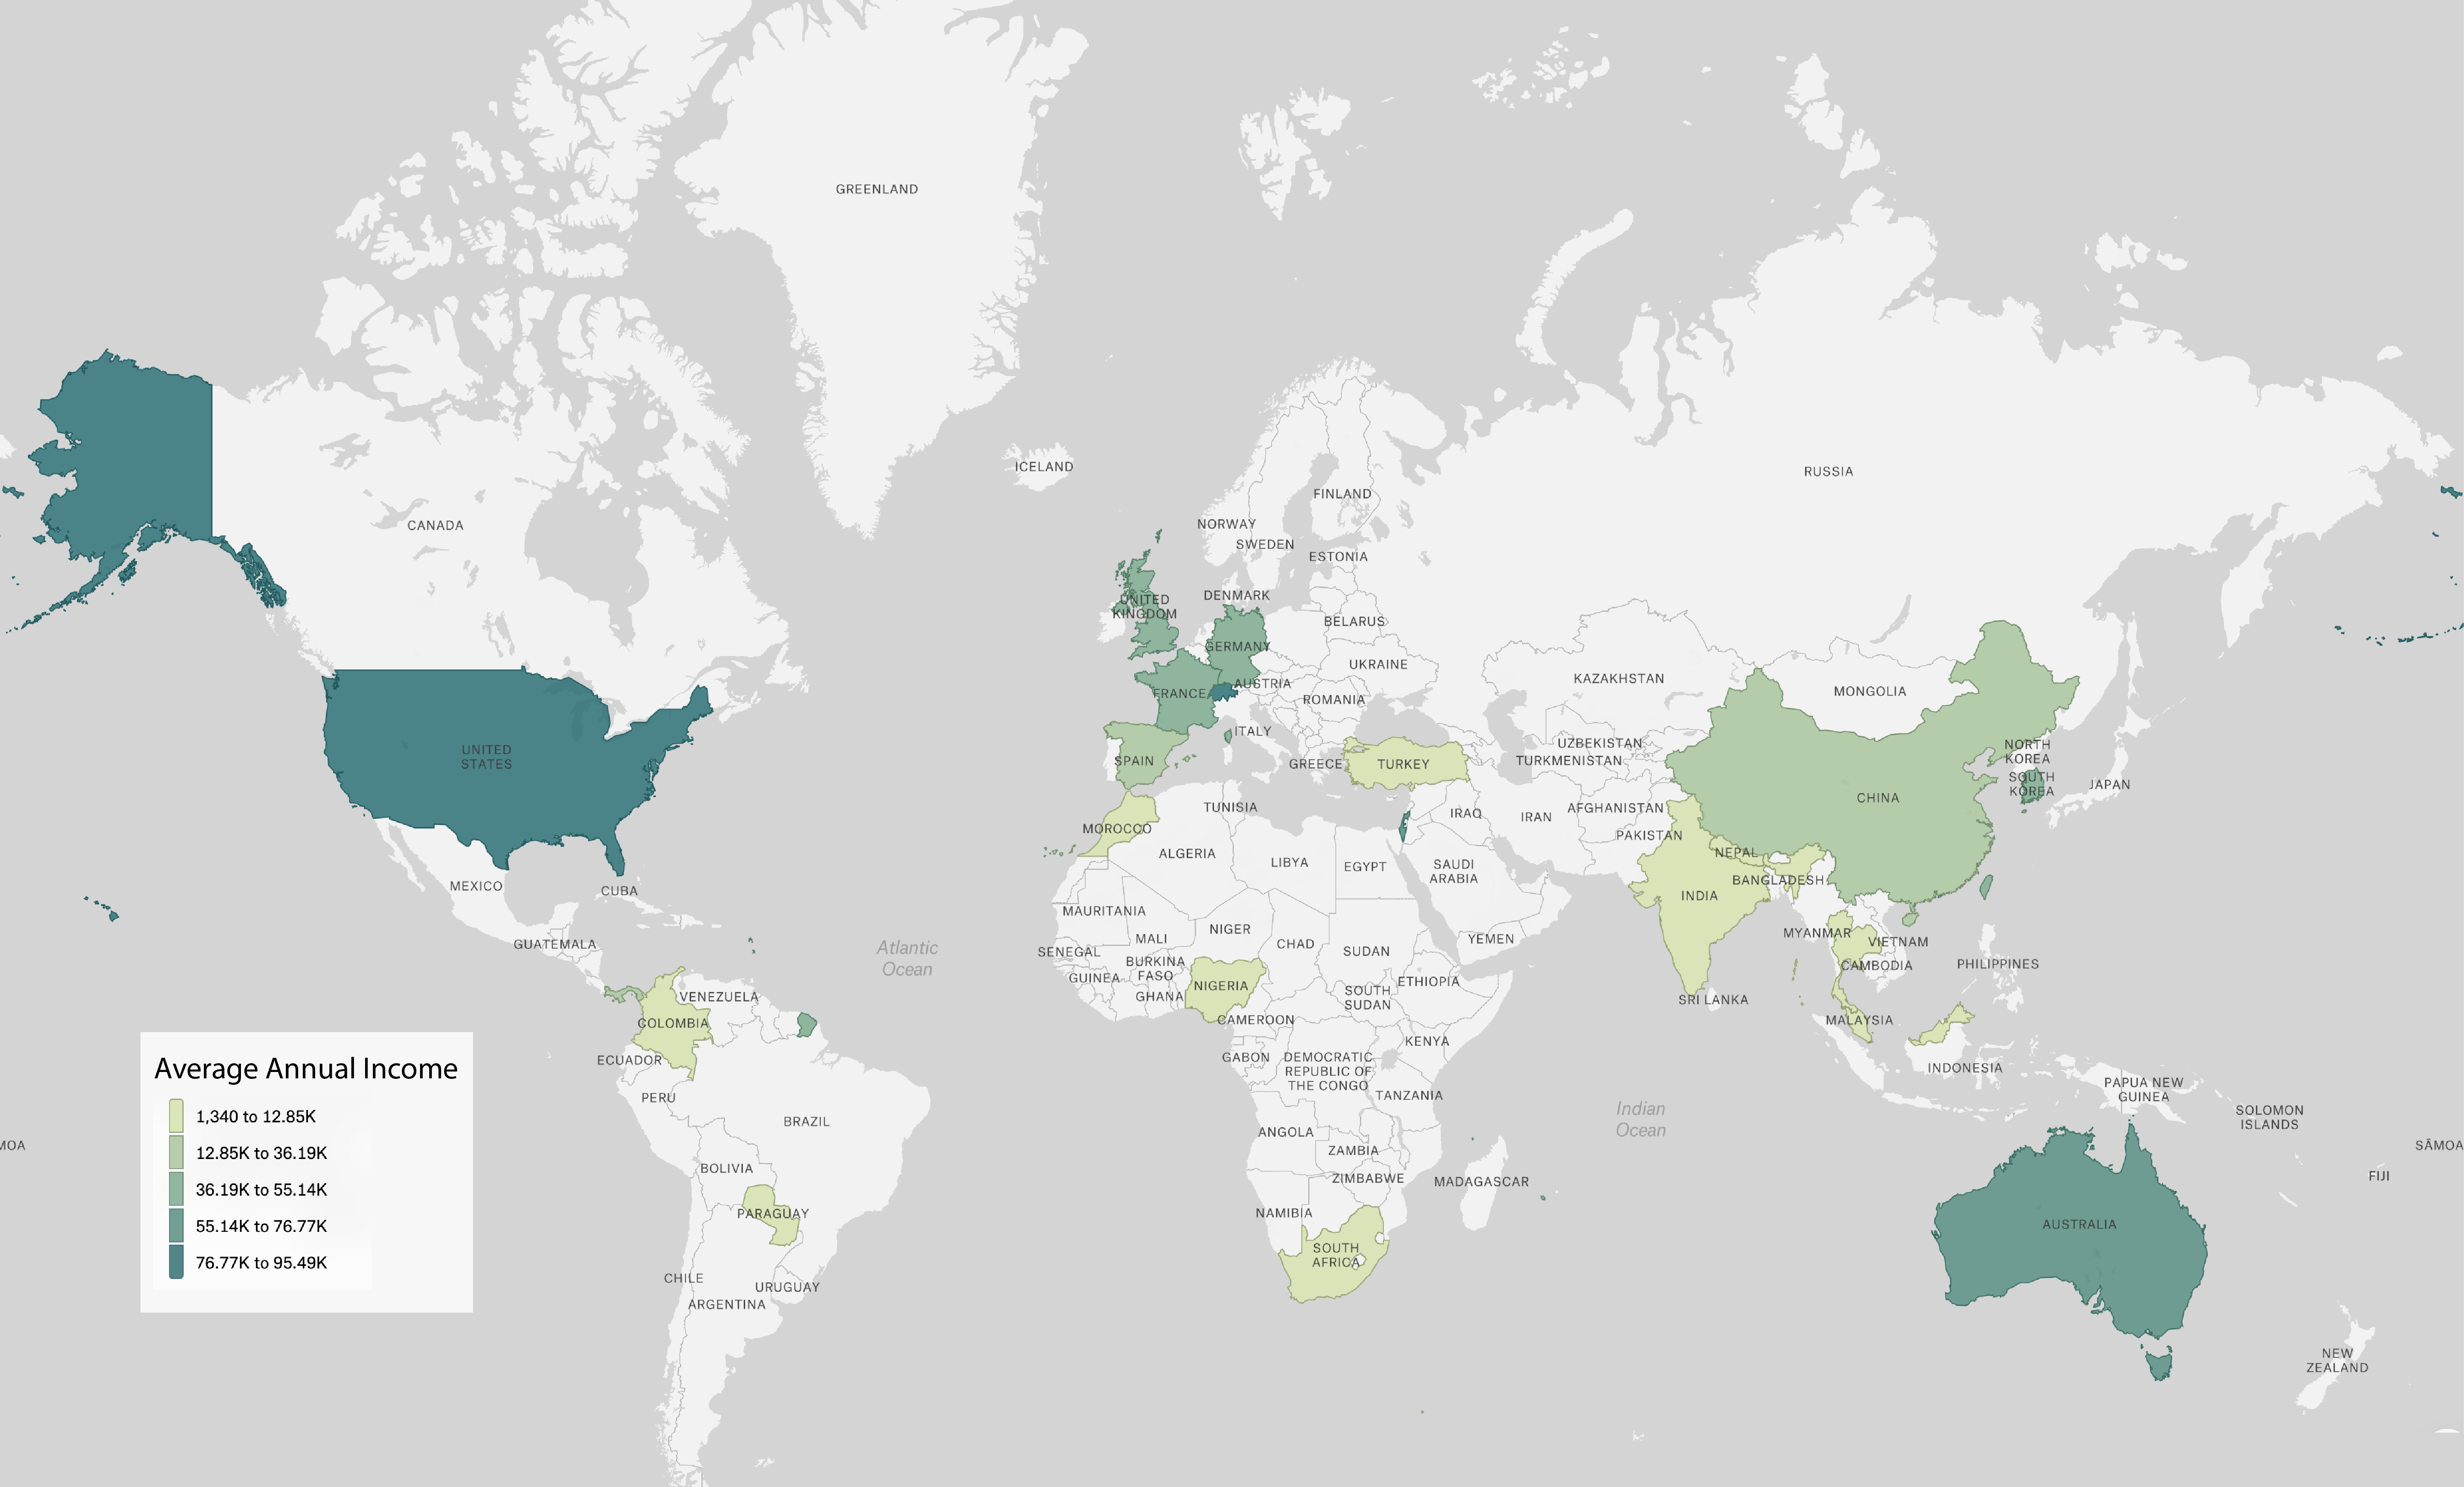 GREENLAND
ICELAND
RUSSIA
FINLAND
NORWAY
SWEDEN
CANADA
ESTONIA
DENMARK
UNITED
KINGDOM
BELARUS
GERMANY
UKRAINE
AUSTRIA
FRANCE
ROMANIA
KAZAKHSTAN
MONGOLIA
ITALY
UNITED
STATES
SPAIN
GREECE
TURKEY
UZBEKISTAN
TURKMENISTAN
NORTH
KOREA
SOUTH
KOREA
JAPAN
CHINA
TUNISIA
MOROCCO
IRAQ
IRAN
AFGHANISTAN
PAKISTAN
ALGERIA
LIBYA
EGYPT
SAUDI
ARABIA
NEPAL
BANGLADESH
INDIA
MEXICO
CUBA
MAURITANIA
MALI
NIGER
CHAD
SUDAN
YEMEN
MYANMAR
VIETNAM
GUATEMALA
Atlantic
Ocean
SENEGAL
BURKINA
FASO
GUINEA
GHANA
NIGERIA
SOUTH
SUDAN
ETHIOPIA
CAMBODIA
PHILIPPINES
VENEZUELA
SRI LANKA
COLOMBIA
CAMEROON
MALAYSIA
ECUADOR
GABON
DEMOCRATIC
REPUBLIC OF
THE CONGO
KENYA
INDONESIA
PERU
TANZANIA
PAPUA NEW
GUINEA
BRAZIL
Indian
Ocean
SOLOMON
ISLANDS
ANGOLA
MOA
SĀMOA
ZAMBIA
BOLIVIA
ZIMBABWE
MADAGASCAR
FIJI
PARAGUAY
NAMIBIA
AUSTRALIA
SOUTH
AFRICA
CHILE
URUGUAY
ARGENTINA
NEW
ZEALAND
Average Annual Income
1,340 to 12.85K
12.85K to 36.19K
36.19K to 55.14K
55.14K to 76.77K
76.77K to 95.49K